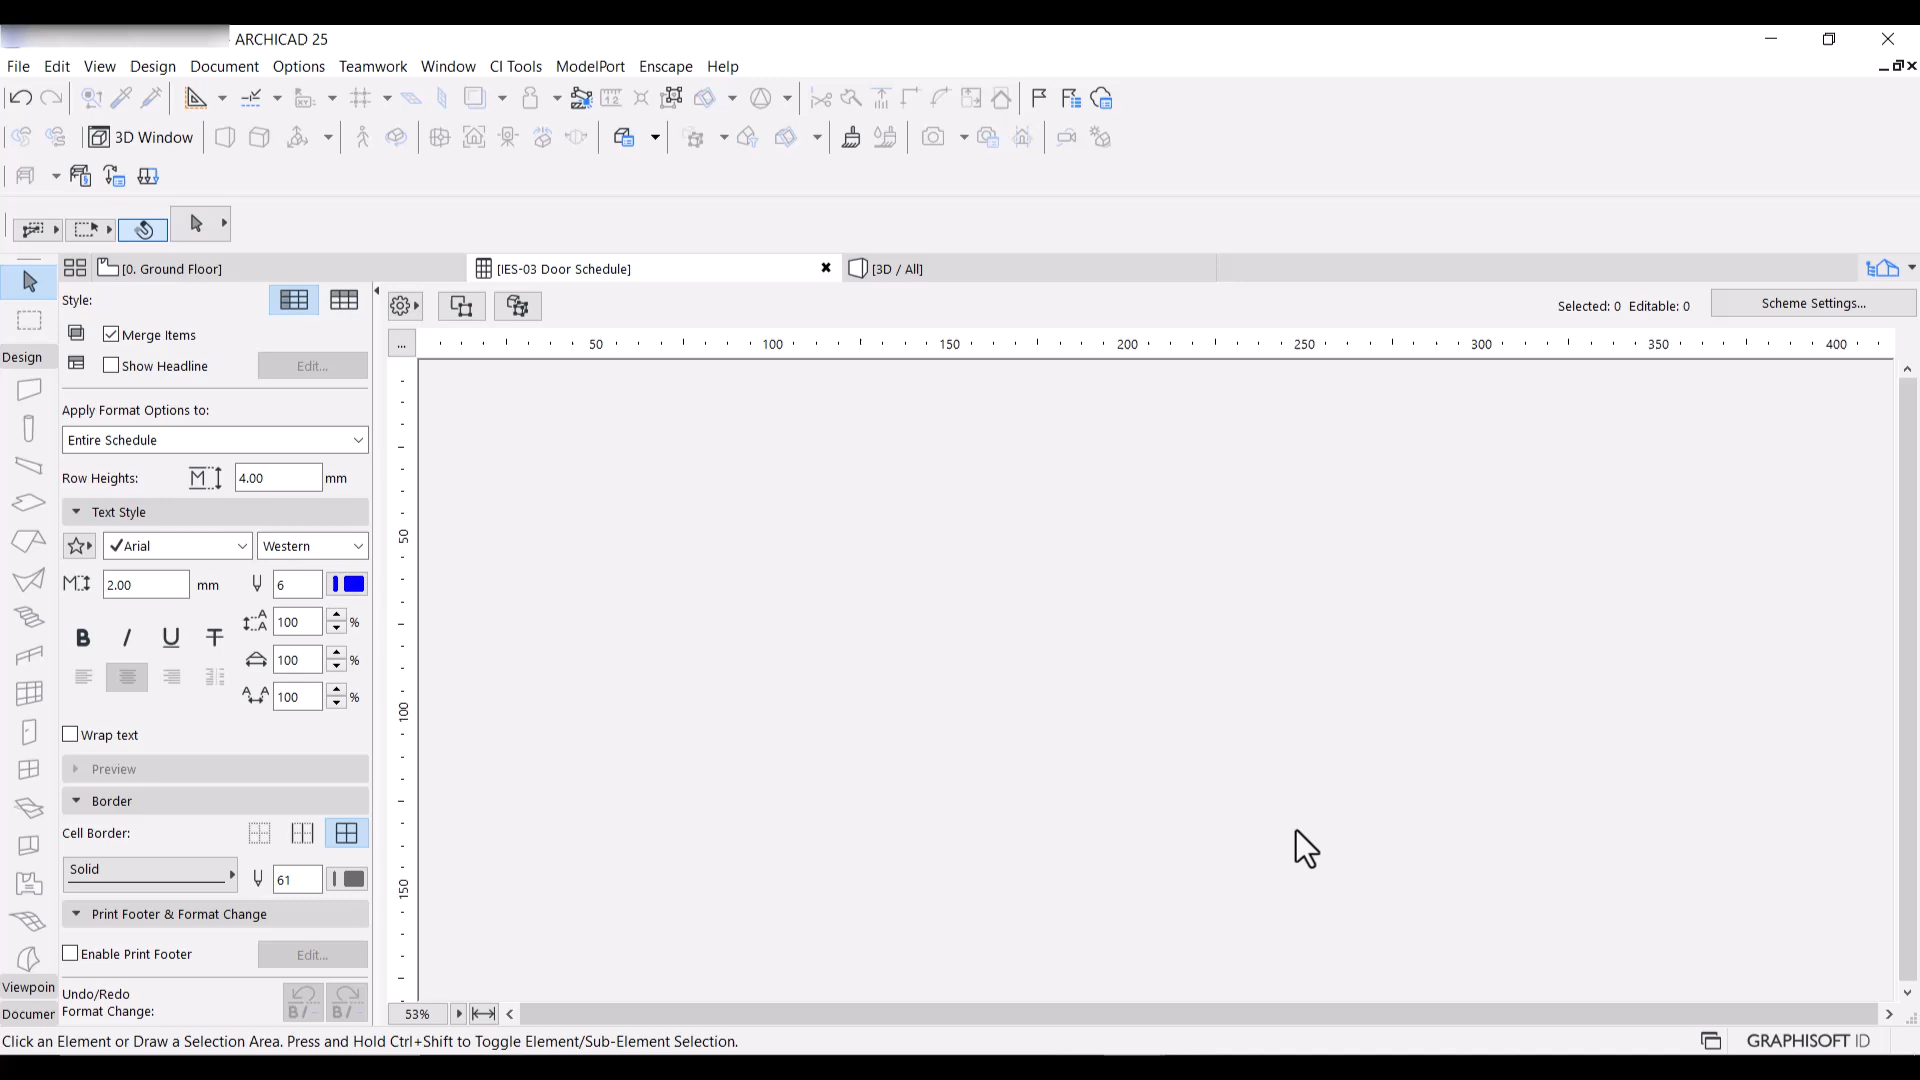 ARCHICAD 25
File Edit View Design Document Options Teamwork Window CI Tools ModelPort Enscape Help
3D Window
[0. Ground Floor]
[IES-03 Door Schedule]
[3D / All]
Style:
Selected: 0 Editable: 0
Scheme Settings...
Merge Items
Show Headline
Edit...
...
50 100 150 200 250 300 350 400
Apply Format Options to:
Entire Schedule
Row Heights:
4.00
mm
Text Style
Arial
Western
2.00
mm
6
100
%
B I U T
100
%
100
%
Wrap text
Preview
Border
Cell Border:
Solid
61
Print Footer & Format Change
Enable Print Footer
Edit...
Undo/Redo
Format Change:
Design
Viewpoin
Documer
50
100
150
53%
Click an Element or Draw a Selection Area. Press and Hold Ctrl+Shift to Toggle Element/Sub-Element Selection.
GRAPHISOFT ID